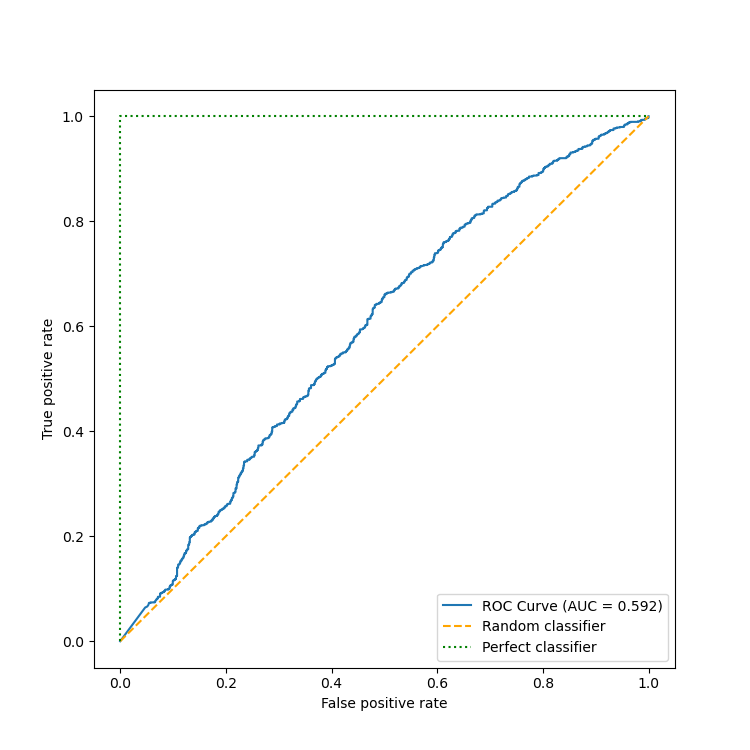 1.0
0.8
0.6
0.4
0.2
0.0
True positive rate
ROC Curve (AUC = 0.592)
Random classifier
Perfect classifier
0.0 0.2 0.4 0.6 0.8 1.0
False positive rate